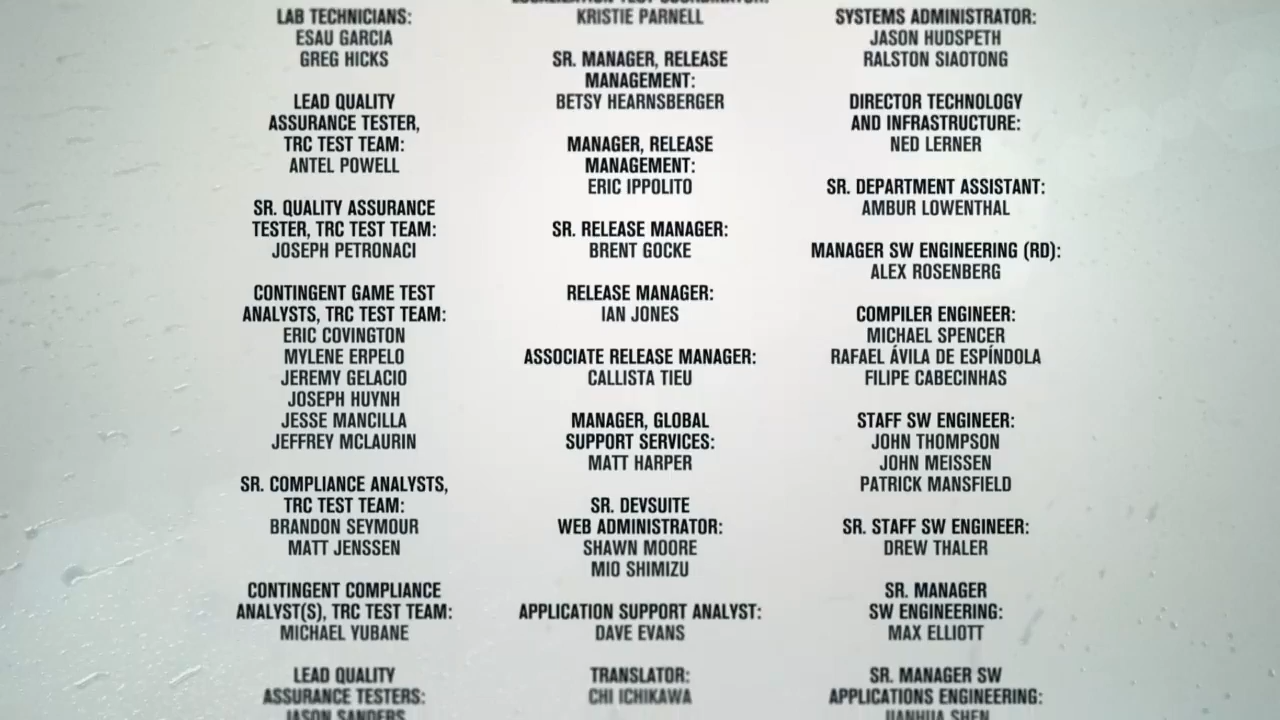 LAB TECHNICIANS:
ESAU GARCIA
GREG HICKS
LEAD QUALITY
ASSURANCE TESTER,
TRC TEST TEAM:
ANTEL POWELL
SR. QUALITY ASSURANCE
TESTER, TRC TEST TEAM:
JOSEPH PETRONACI
CONTINGENT GAME TEST
ANALYSTS, TRC TEST TEAM:
ERIC COVINGTON
MYLENE ERPELO
JEREMY GELACIO
JOSEPH HUYNH
JESSE MANCILLA
JEFFREY MCLAURIN
SR. COMPLIANCE ANALYSTS,
TRC TEST TEAM:
BRANDON SEYMOUR
MATT JENSSEN
CONTINGENT COMPLIANCE
ANALYST(S), TRC TEST TEAM:
MICHAEL YUBANE
LEAD QUALITY
ASSURANCE TESTERS:
JASON SANDERS
KRISTIE PARNELL
SR. MANAGER, RELEASE
MANAGEMENT:
BETSY HEARNSBERGER
MANAGER, RELEASE
MANAGEMENT:
ERIC IPPOLITO
SR. RELEASE MANAGER:
BRENT GOCKE
RELEASE MANAGER:
IAN JONES
ASSOCIATE RELEASE MANAGER:
CALLISTA TIEU
MANAGER, GLOBAL
SUPPORT SERVICES:
MATT HARPER
SR. DEVSUITE
WEB ADMINISTRATOR:
SHAWN MOORE
MIO SHIMIZU
APPLICATION SUPPORT ANALYST:
DAVE EVANS
TRANSLATOR:
CHI ICHIKAWA
SYSTEMS ADMINISTRATOR:
JASON HUDSPETH
RALSTON SIAOTONG
DIRECTOR TECHNOLOGY
AND INFRASTRUCTURE:
NED LERNER
SR. DEPARTMENT ASSISTANT:
AMBUR LOWENTHAL
MANAGER SW ENGINEERING (RD):
ALEX ROSENBERG
COMPILER ENGINEER:
MICHAEL SPENCER
RAFAEL ÁVILA DE ESPÍNDOLA
FILIPE CABECINHAS
STAFF SW ENGINEER:
JOHN THOMPSON
JOHN MEISSEN
PATRICK MANSFIELD
SR. STAFF SW ENGINEER:
DREW THALER
SR. MANAGER
SW ENGINEERING:
MAX ELLIOTT
SR. MANAGER SW
APPLICATIONS ENGINEERING: